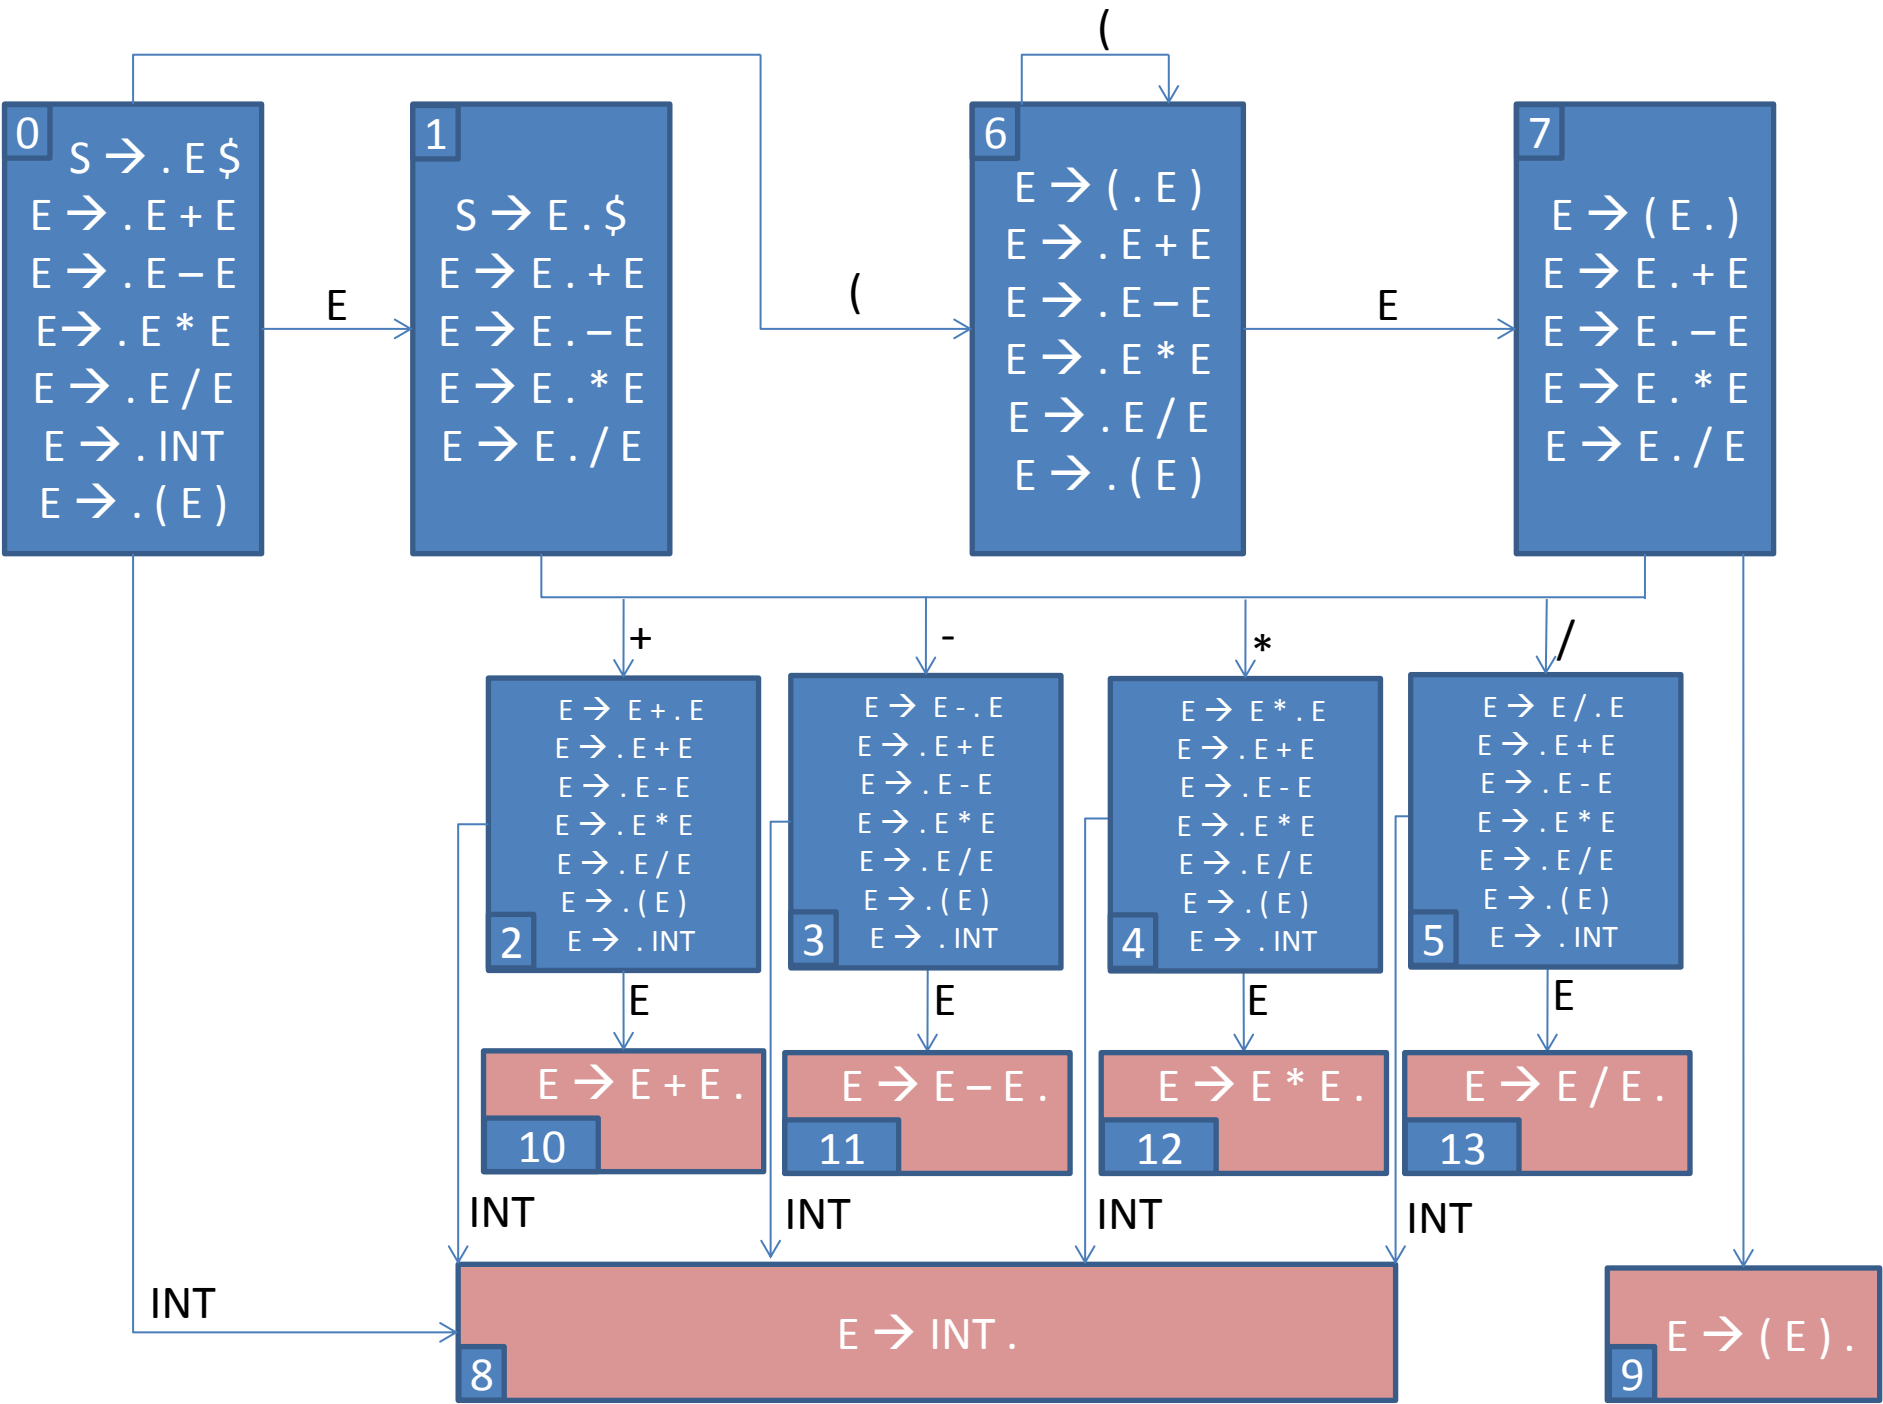 (
0
S → . E $
E → . E + E
E → . E – E
E→ . E * E
E → . E / E
E → . INT
E → . ( E )
E
1
S → E . $
E → E . + E
E → E . – E
E → E . * E
E → E . / E
(
6
E → ( . E )
E → . E + E
E → . E – E
E → . E * E
E → . E / E
E → . ( E )
E
7
E → ( E . )
E → E . + E
E → E . – E
E → E . * E
E → E . / E
+
-
*
/
E → E + . E
E → . E + E
E → . E - E
E → . E * E
E → . E / E
E → . ( E )
E → . INT
2
E → E - . E
E → . E + E
E → . E - E
E → . E * E
E → . E / E
E → . ( E )
E → . INT
3
E → E * . E
E → . E + E
E → . E - E
E → . E * E
E → . E / E
E → . ( E )
E → . INT
4
E → E / . E
E → . E + E
E → . E - E
E → . E * E
E → . E / E
E → . ( E )
E → . INT
5
E
E
E
E
E → E + E .
10
E → E – E .
11
E → E * E .
12
E → E / E .
13
INT
INT
INT
INT
INT
E → INT .
8
E → ( E ) .
9